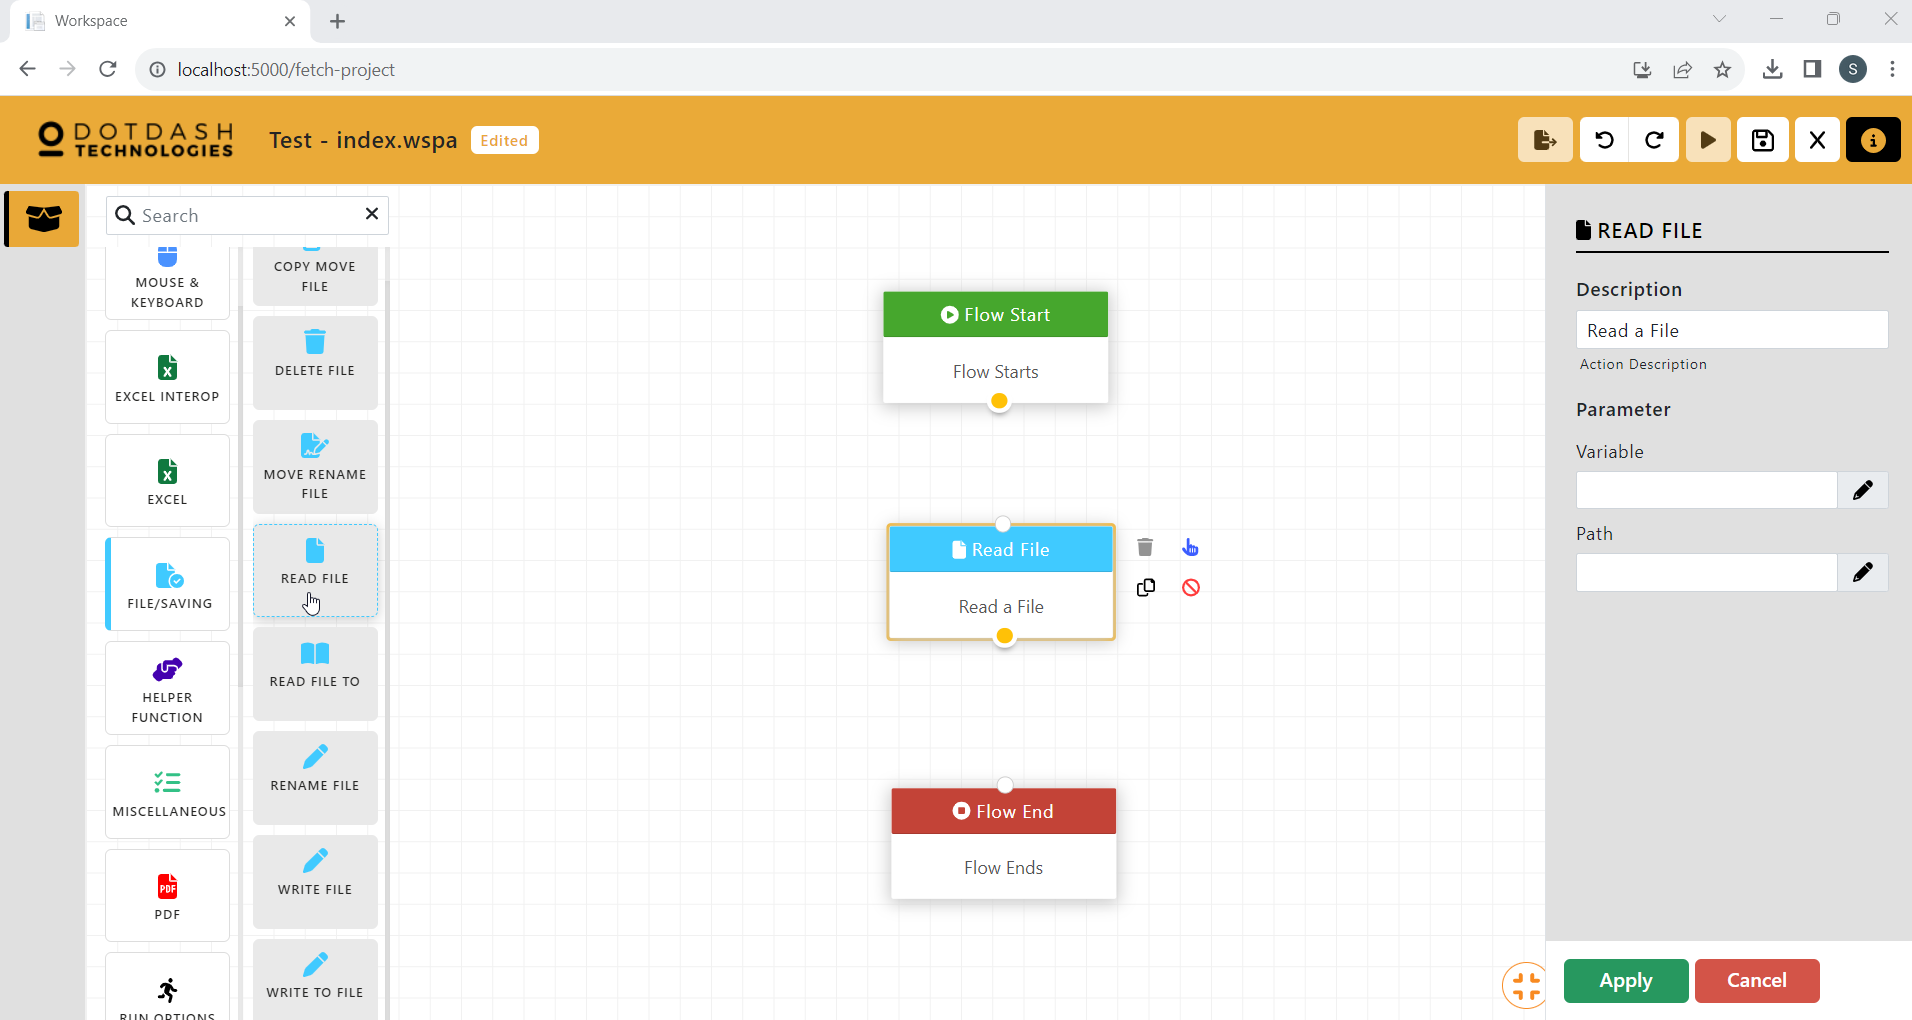 Workspace
localhost:5000/fetch-project
DOTDASH
TECHNOLOGIES
Test - index.wspa
Edited
S
Search
MOUSE &
KEYBOARD
EXCEL INTEROP
EXCEL
FILE/SAVING
HELPER
FUNCTION
MISCELLANEOUS
PDF
PDF
RUN OPTIONS
COPY MOVE
FILE
DELETE FILE
MOVE RENAME
FILE
READ FILE
READ FILE TO
RENAME FILE
WRITE FILE
WRITE TO FILE
Flow Start
Flow Starts
Read File
Read a File
Flow End
Flow Ends
READ FILE
Description
Read a File
Action Description
Parameter
Variable
Path
Apply
Cancel